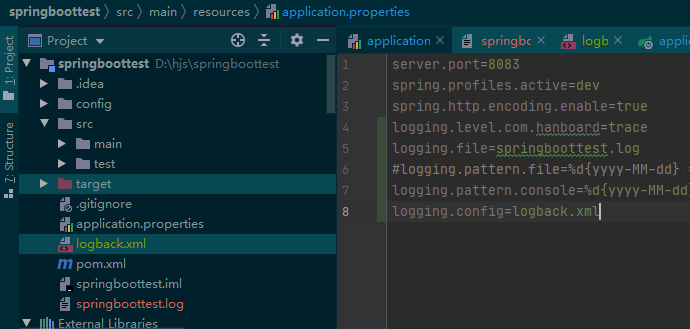 springboottest › src › main › resources › application.properties
1: Project
7: Structure
Project
springboottest D:\hjs\springboottest
.idea
config
src
main
test
target
.gitignore
application.properties
logback.xml
pom.xml
springboottest.iml
springboottest.log
External Libraries
application
springbo
logb
application
1 server.port=8083
2 spring.profiles.active=dev
3 spring.http.encoding.enable=true
4 logging.level.com.hanboard=trace
5 logging.file=springboottest.log
6 #logging.pattern.file=%d{yyyy-MM-dd}
7 logging.pattern.console=%d{yyyy-MM-dd}
8 logging.config=logback.xml